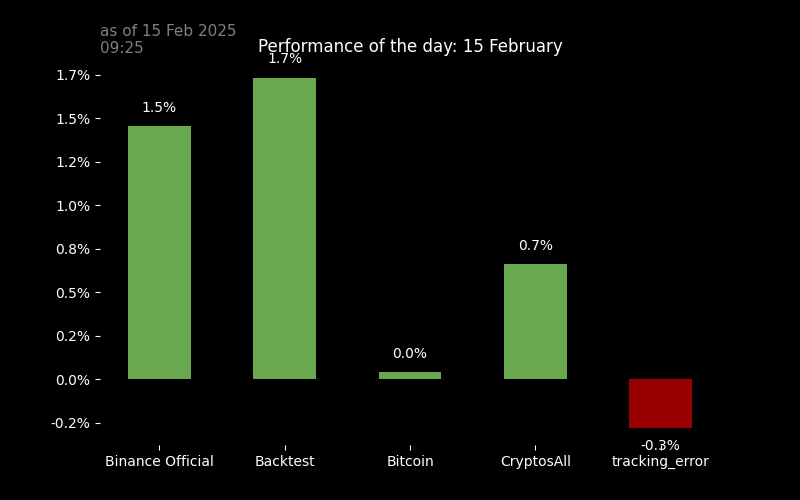 as of 15 Feb 2025
09:25
Performance of the day: 15 February
1.7%
1.7%
1.5%
1.5%
1.2%
1.0%
0.7%
0.8%
0.5%
0.2%
0.0%
0.0%
-0.2%
-0.3%
Binance Official
Backtest
Bitcoin
CryptosAll
tracking_error